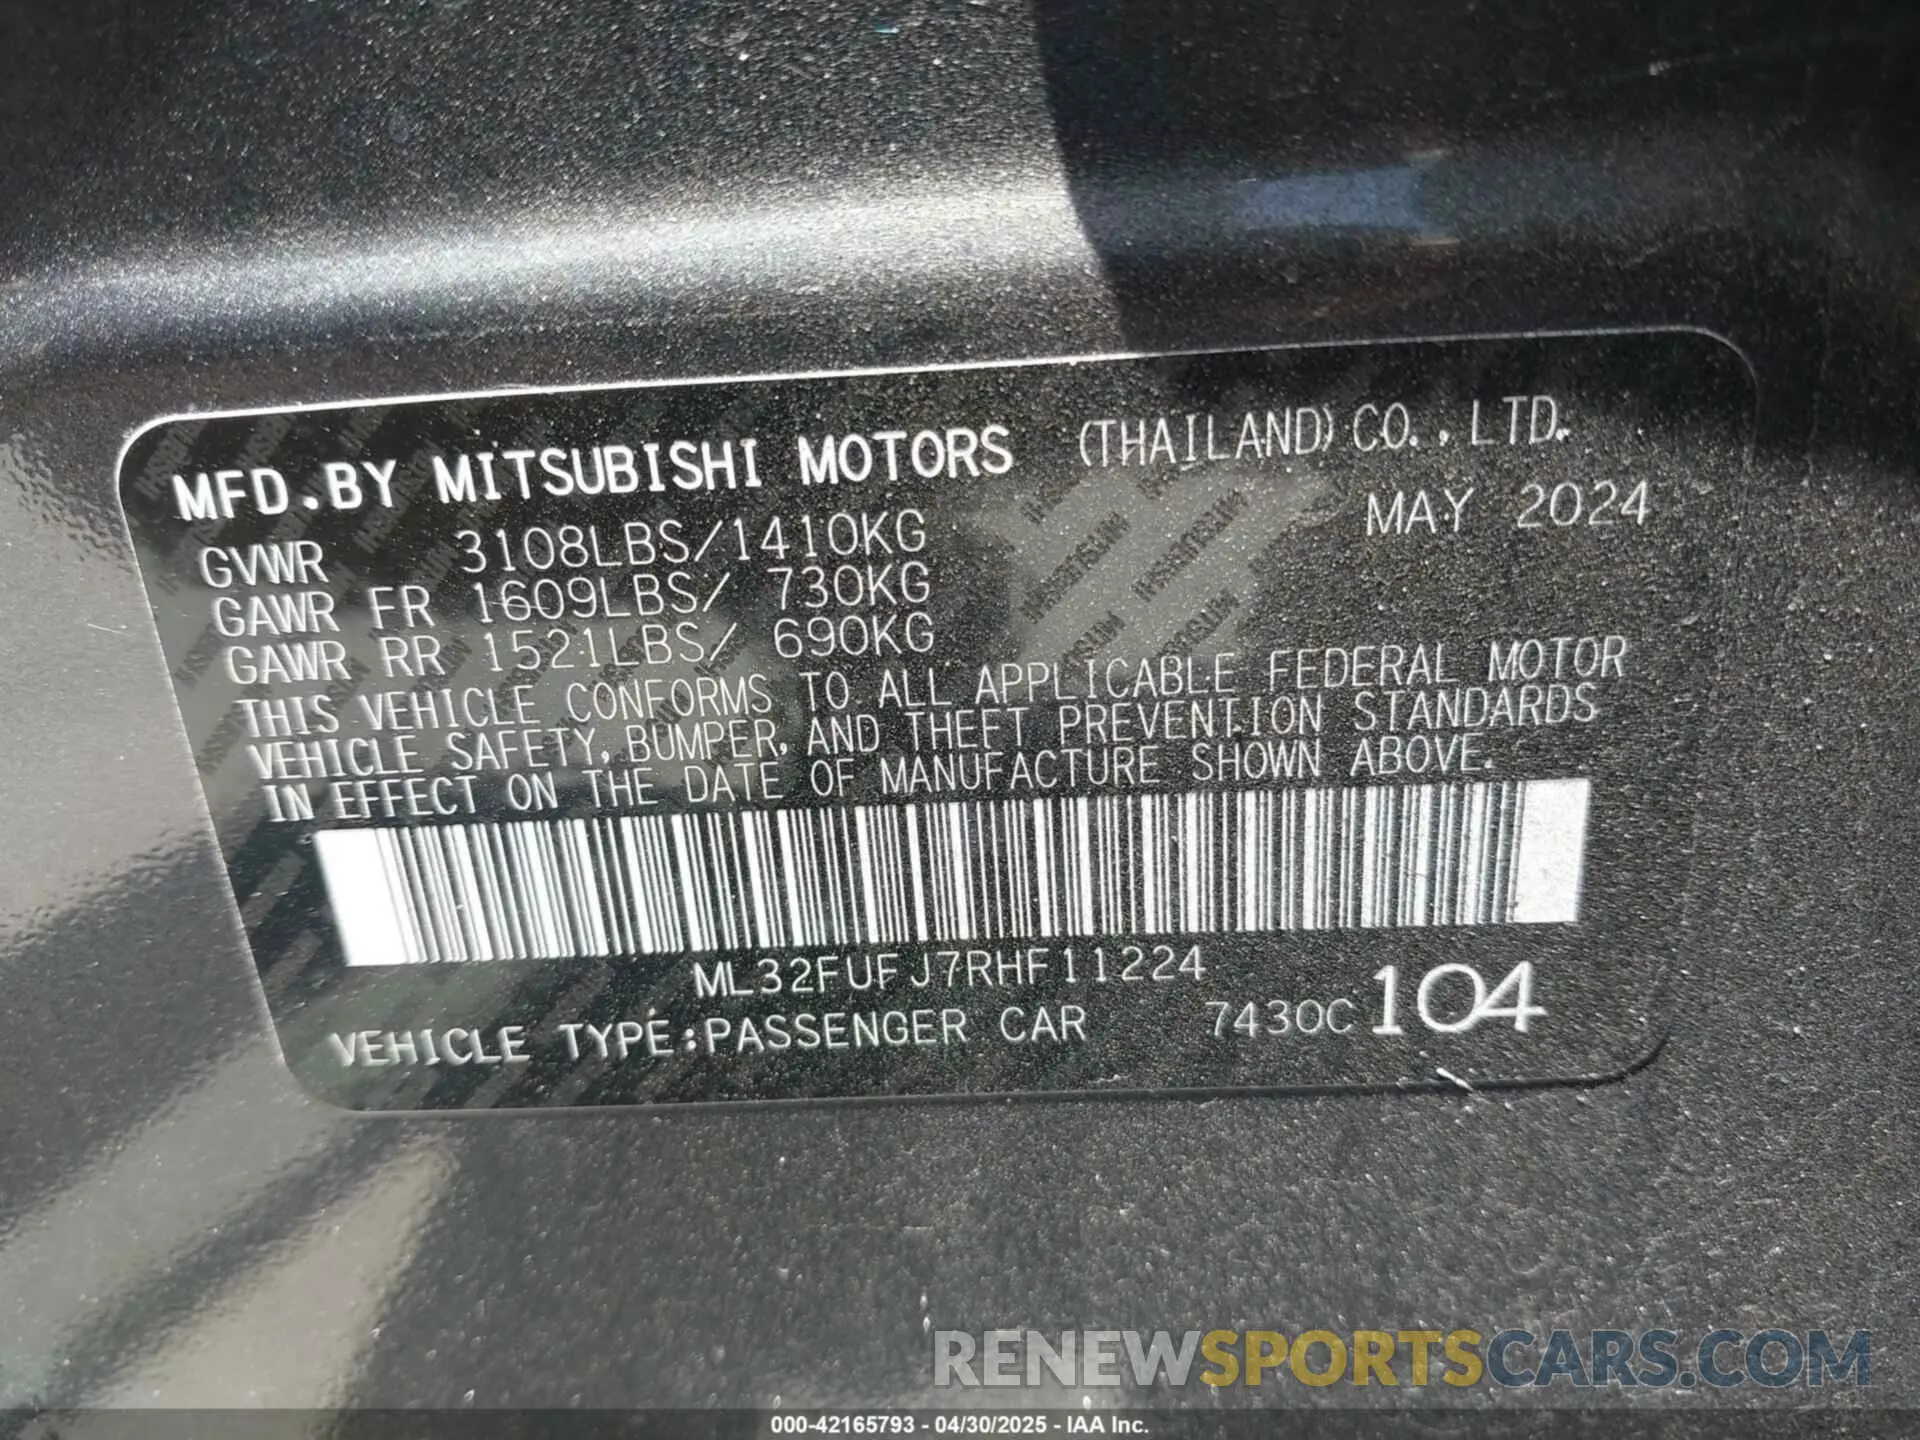 MFD.BY MITSUBISHI MOTORS (THAILAND) CO., LTD.
MAY 2024
GVWR 3108LBS/1410KG
GAWR FR 1609LBS/ 730KG
GAWR RR 1521LBS/ 690KG
THIS VEHICLE CONFORMS TO ALL APPLICABLE FEDERAL MOTOR
VEHICLE SAFETY, BUMPER, AND THEFT PREVENTION STANDARDS
IN EFFECT ON THE DATE OF MANUFACTURE SHOWN ABOVE.
ML32FUFJ7RHF11224
VEHICLE TYPE:PASSENGER CAR 7430C 104
RENEWSPORTSCARS.COM
000-42165793 - 04/30/2025 - IAA Inc.